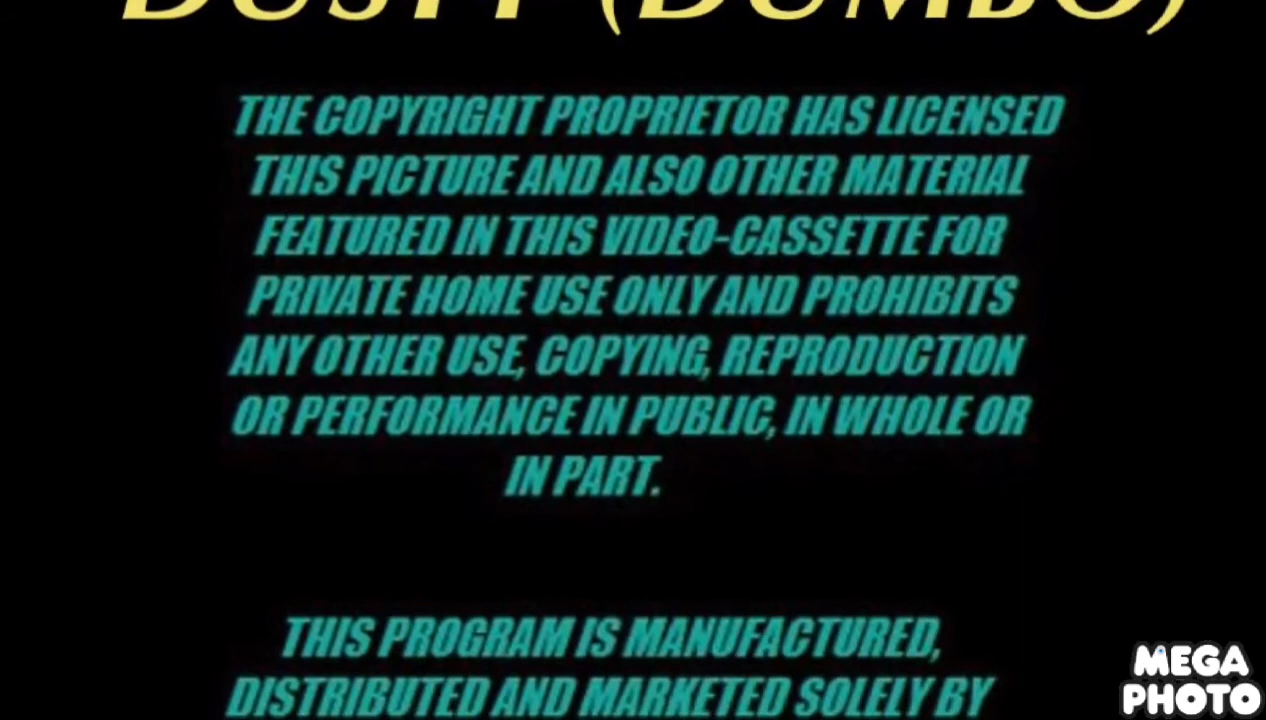 DUSTY (DUMBO)
THE COPYRIGHT PROPRIETOR HAS LICENSED
THIS PICTURE AND ALSO OTHER MATERIAL
FEATURED IN THIS VIDEO-CASSETTE FOR
PRIVATE HOME USE ONLY AND PROHIBITS
ANY OTHER USE, COPYING, REPRODUCTION
OR PERFORMANCE IN PUBLIC, IN WHOLE OR
IN PART.
THIS PROGRAM IS MANUFACTURED,
DISTRIBUTED AND MARKETED SOLELY BY
MEGA
PHOTO